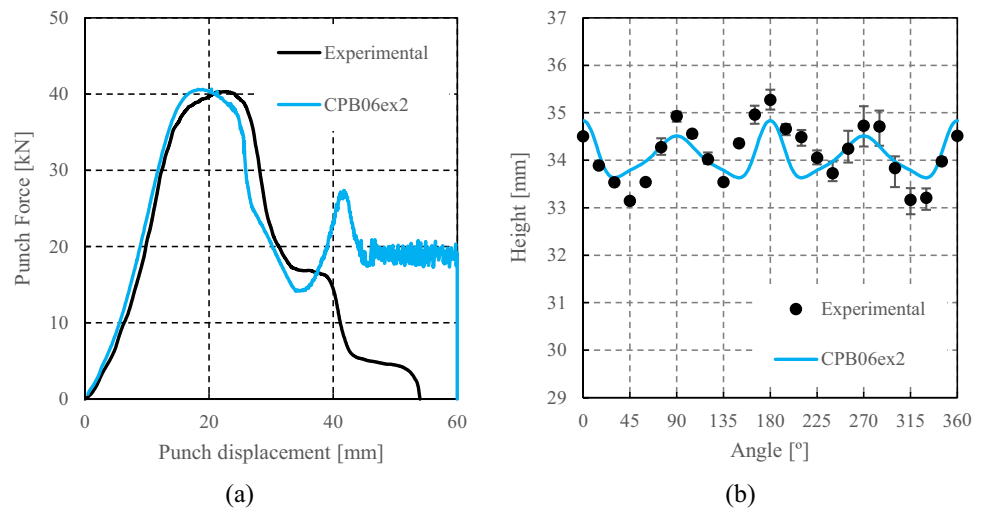 50
40
30
20
10
0
0
20
40
60
Punch Force [kN]
Punch displacement [mm]
Experimental
CPB06ex2
(a)
37
36
35
34
33
32
31
30
29
0
45
90
135
180
225
270
315
360
Height [mm]
Angle [º]
Experimental
CPB06ex2
(b)